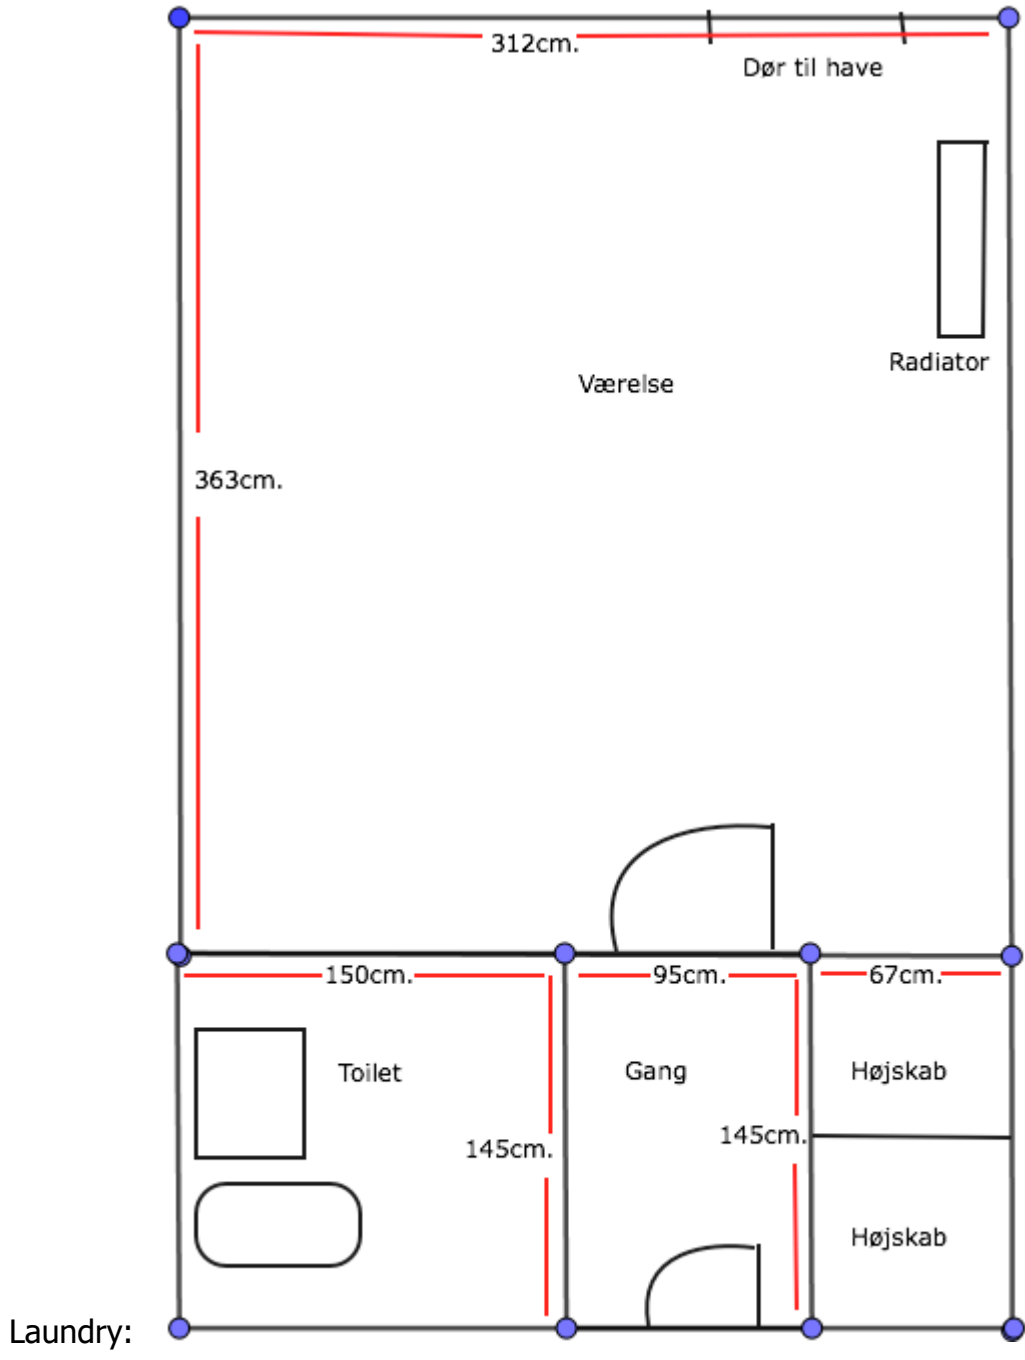 312cm.
Dør til have
Radiator
Værelse
363cm.
150cm.
95cm.
67cm.
Toilet
Gang
Højskab
145cm.
145cm.
Højskab
Laundry: